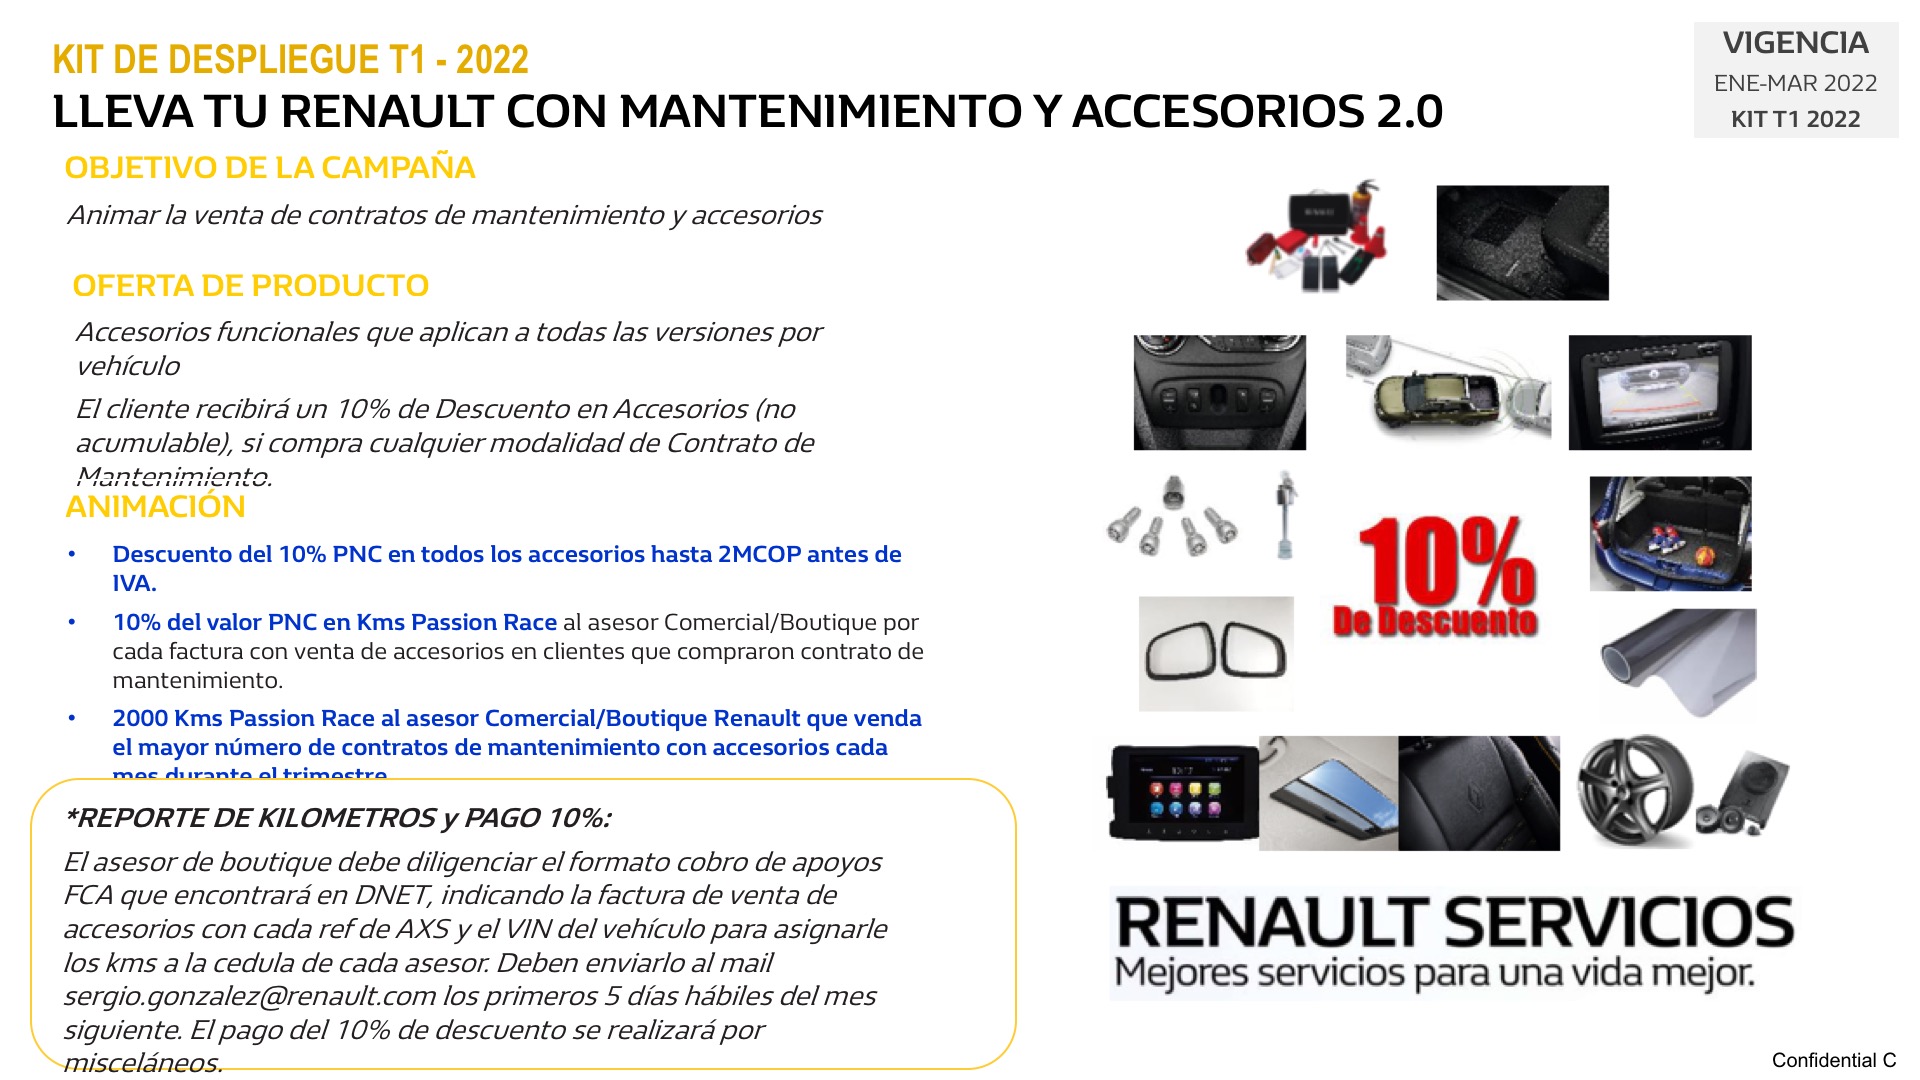 KIT DE DESPLIEGUE T1 - 2022
LLEVA TU RENAULT CON MANTENIMIENTO Y ACCESORIOS 2.0
VIGENCIA
ENE-MAR 2022
KIT T1 2022
OBJETIVO DE LA CAMPAÑA
Animar la venta de contratos de mantenimiento y accesorios
OFERTA DE PRODUCTO
Accesorios funcionales que aplican a todas las versiones por
vehículo
El cliente recibirá un 10% de Descuento en Accesorios (no
acumulable), si compra cualquier modalidad de Contrato de
Mantenimiento.
ANIMACIÓN
• Descuento del 10% PNC en todos los accesorios hasta 2MCOP antes de
IVA.
• 10% del valor PNC en Kms Passion Race al asesor Comercial/Boutique por
cada factura con venta de accesorios en clientes que compraron contrato de
mantenimiento.
• 2000 Kms Passion Race al asesor Comercial/Boutique Renault que venda
el mayor número de contratos de mantenimiento con accesorios cada
mes durante el trimestre
*REPORTE DE KILOMETROS y PAGO 10%:
El asesor de boutique debe diligenciar el formato cobro de apoyos
FCA que encontrará en DNET, indicando la factura de venta de
accesorios con cada ref de AXS y el VIN del vehículo para asignarle
los kms a la cedula de cada asesor. Deben enviarlo al mail
sergio.gonzalez@renault.com los primeros 5 días hábiles del mes
siguiente. El pago del 10% de descuento se realizará por
misceláneos.
10%
De Descuento
RENAULT SERVICIOS
Mejores servicios para una vida mejor.
Confidential C